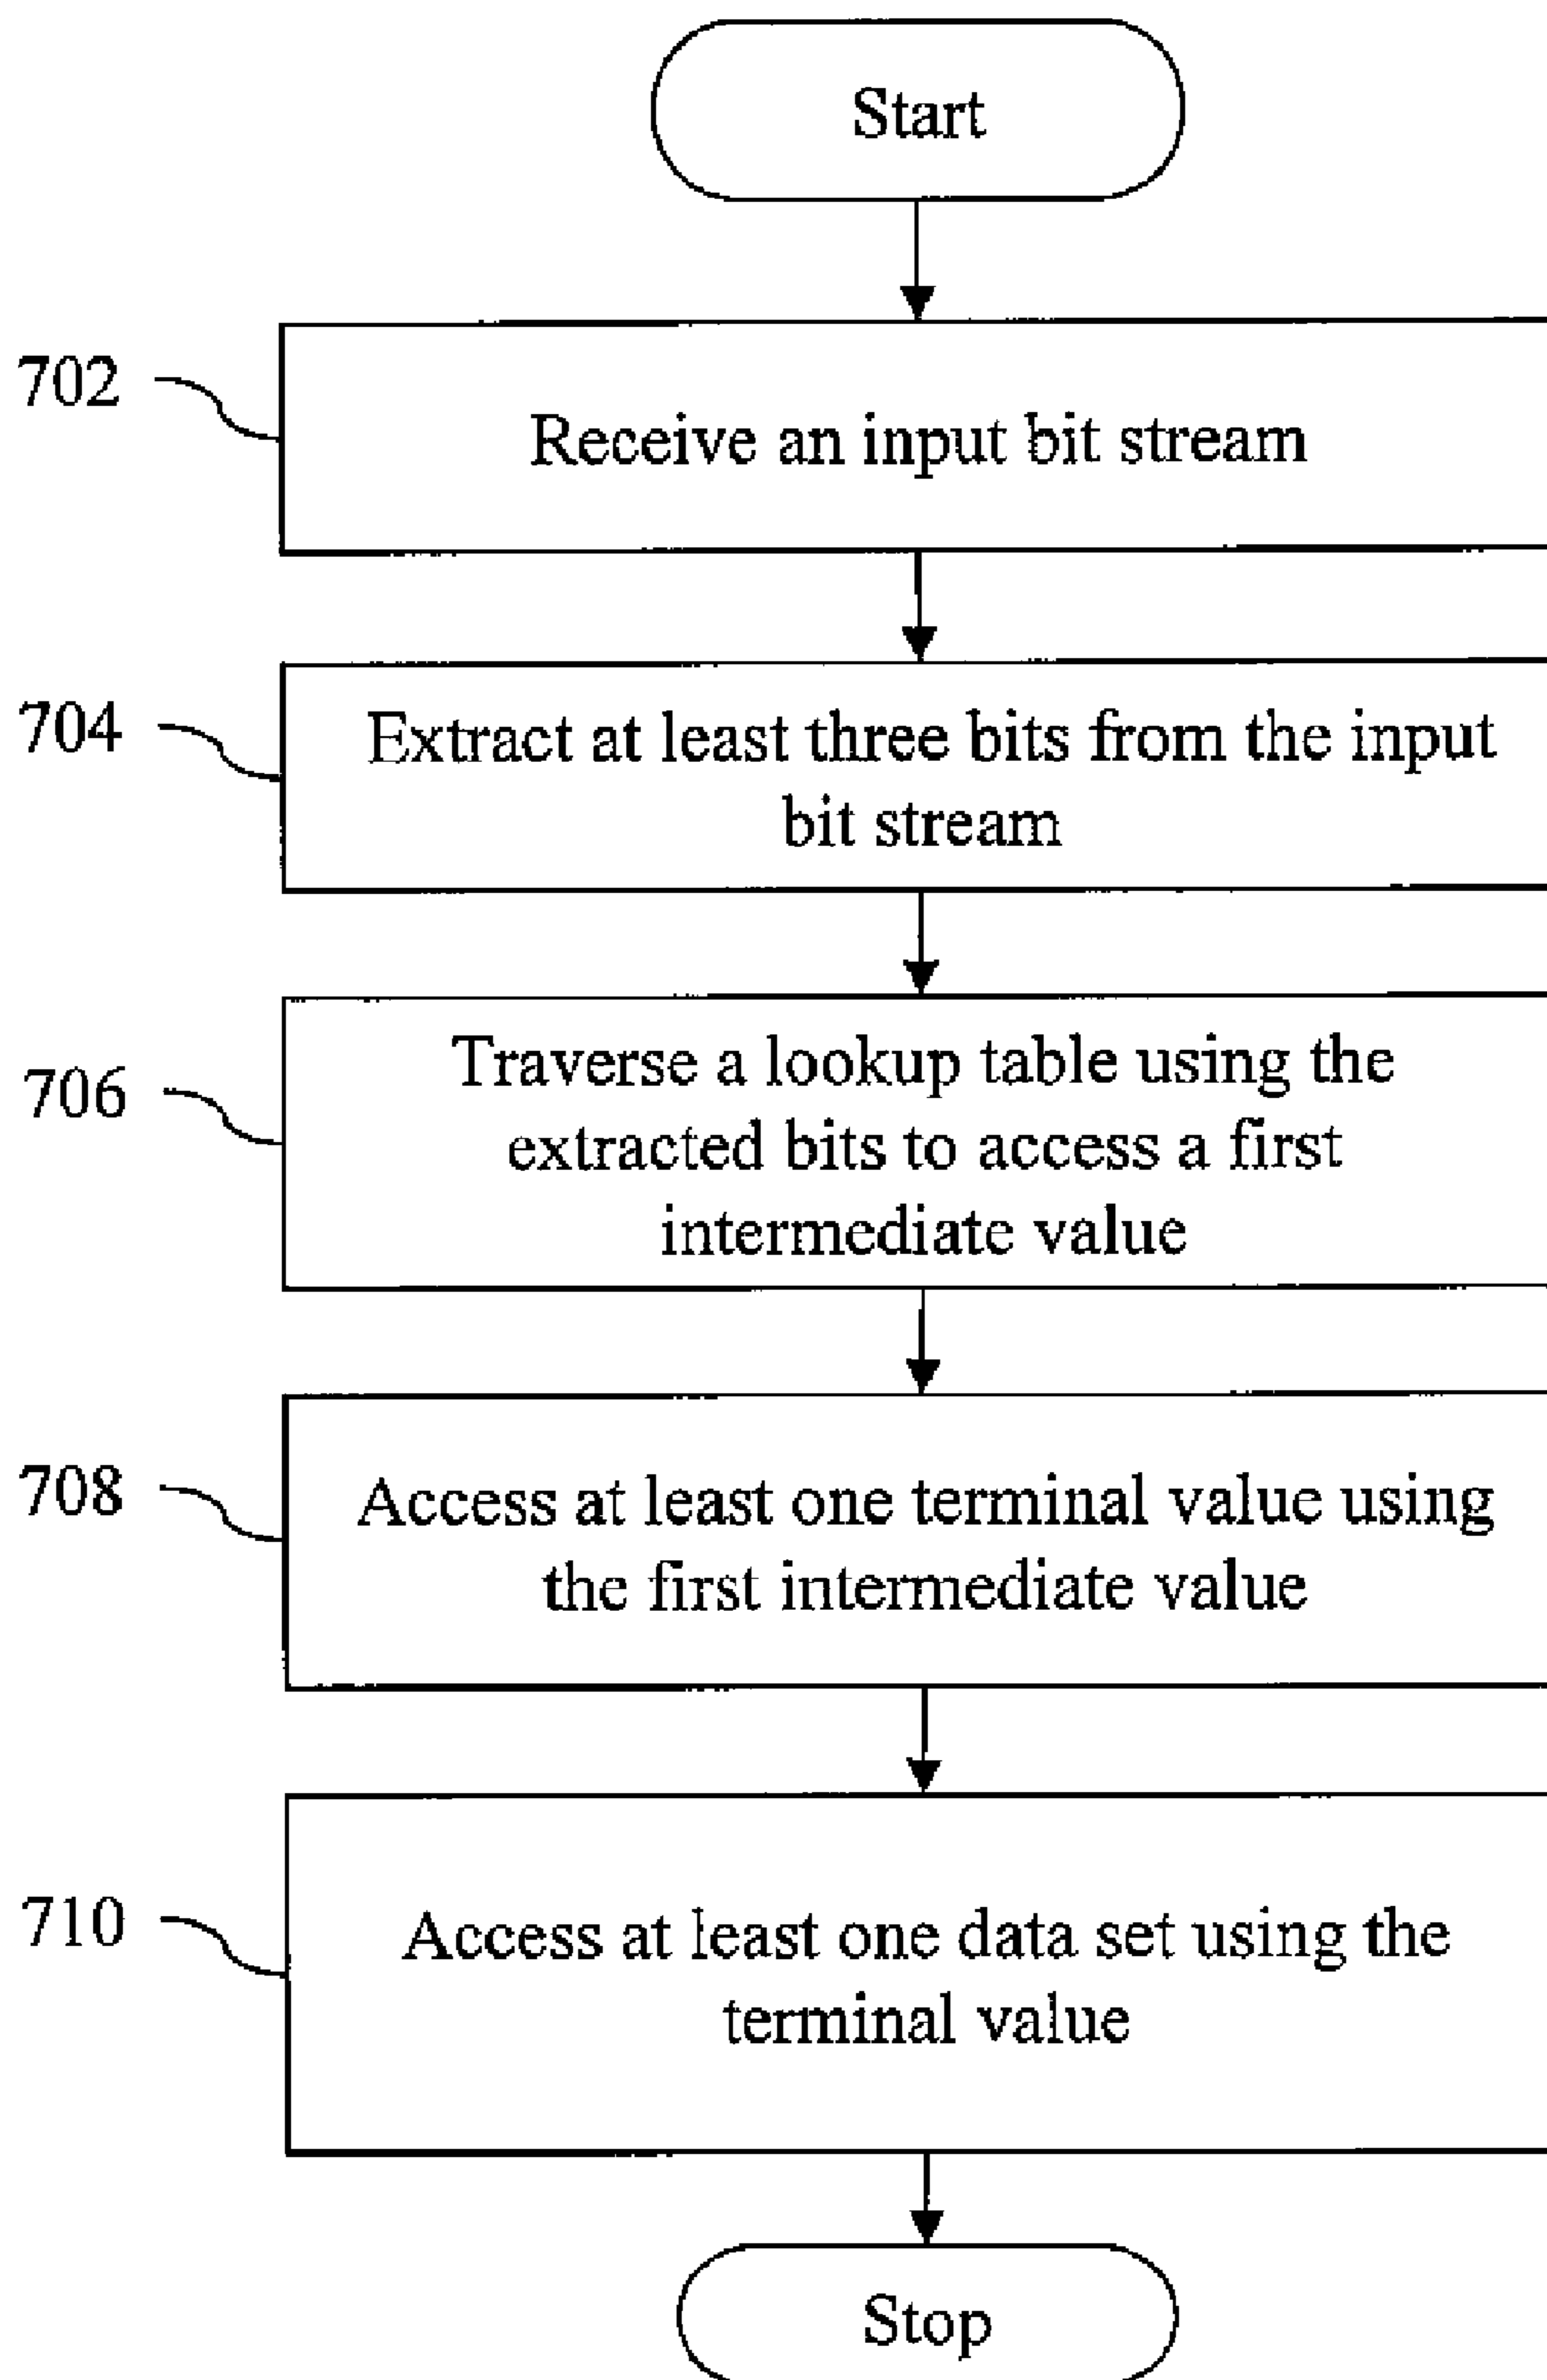 Start
702
Receive an input bit stream
704
Extract at least three bits from the input
bit stream
706
Traverse a lookup table using the
extracted bits to access a first
intermediate value
708
Access at least one terminal value using
the first intermediate value
710
Access at least one data set using the
terminal value
Stop